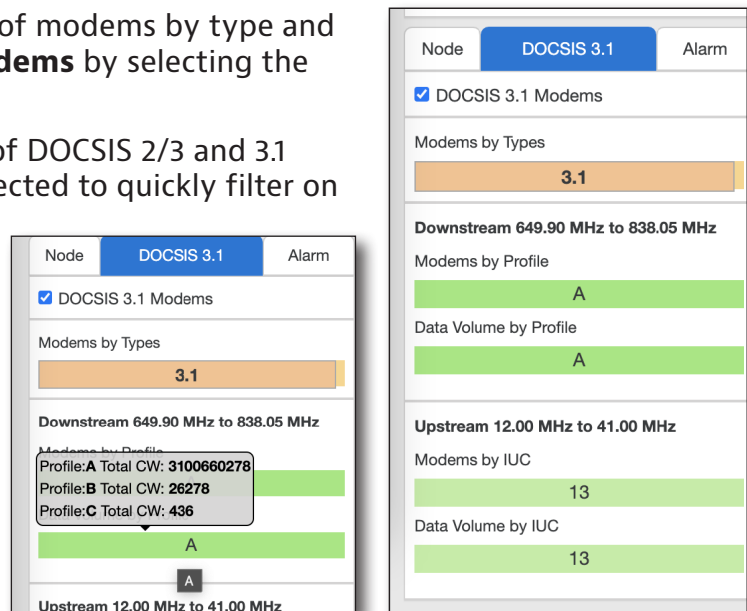 of modems by type and
dems by selecting the
of DOCSIS 2/3 and 3.1
ected to quickly filter on
Node DOCSIS 3.1 Alarm
DOCSIS 3.1 Modems
Modems by Types
3.1
Downstream 649.90 MHz to 838.05 MHz
Modems by Profile
Profile:A Total CW: 3100660278
Profile:B Total CW: 26278
Profile:C Total CW: 436
A
A
Upstream 12.00 MHz to 41.00 MHz
Node DOCSIS 3.1 Alarm
DOCSIS 3.1 Modems
Modems by Types
3.1
Downstream 649.90 MHz to 838.05 MHz
Modems by Profile
A
Data Volume by Profile
A
Upstream 12.00 MHz to 41.00 MHz
Modems by IUC
13
Data Volume by IUC
13